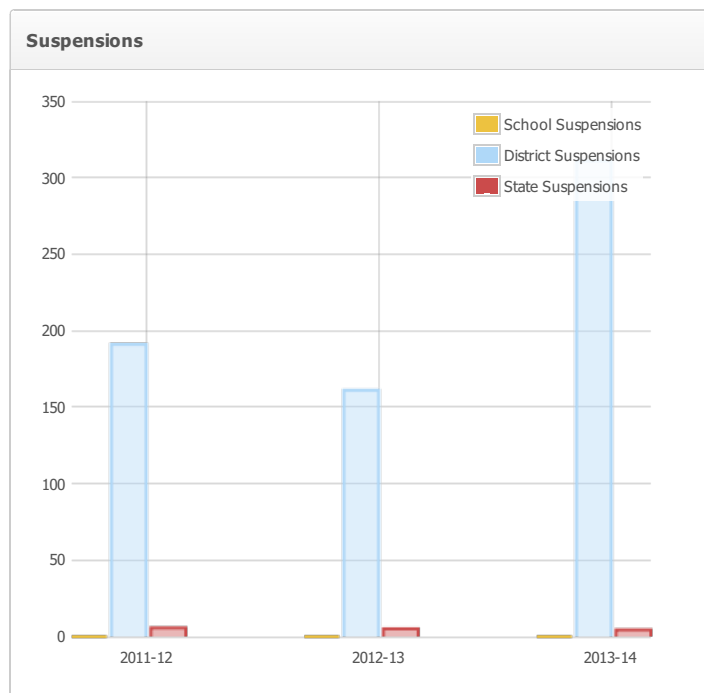 Suspensions
350
300
250
200
150
100
50
0
School Suspensions
District Suspensions
State Suspensions
2011-12 2012-13 2013-14